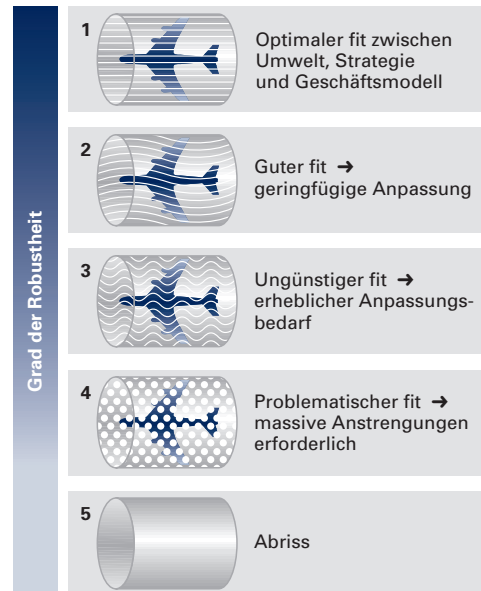 Grad der Robustheit
1
Optimaler fit zwischen
Umwelt, Strategie
und Geschäftsmodell
2
Guter fit ➔
geringfügige Anpassung
3
Ungünstiger fit ➔
erheblicher Anpassungs-
bedarf
4
Problematischer fit ➔
massive Anstrengungen
erforderlich
5
Abriss